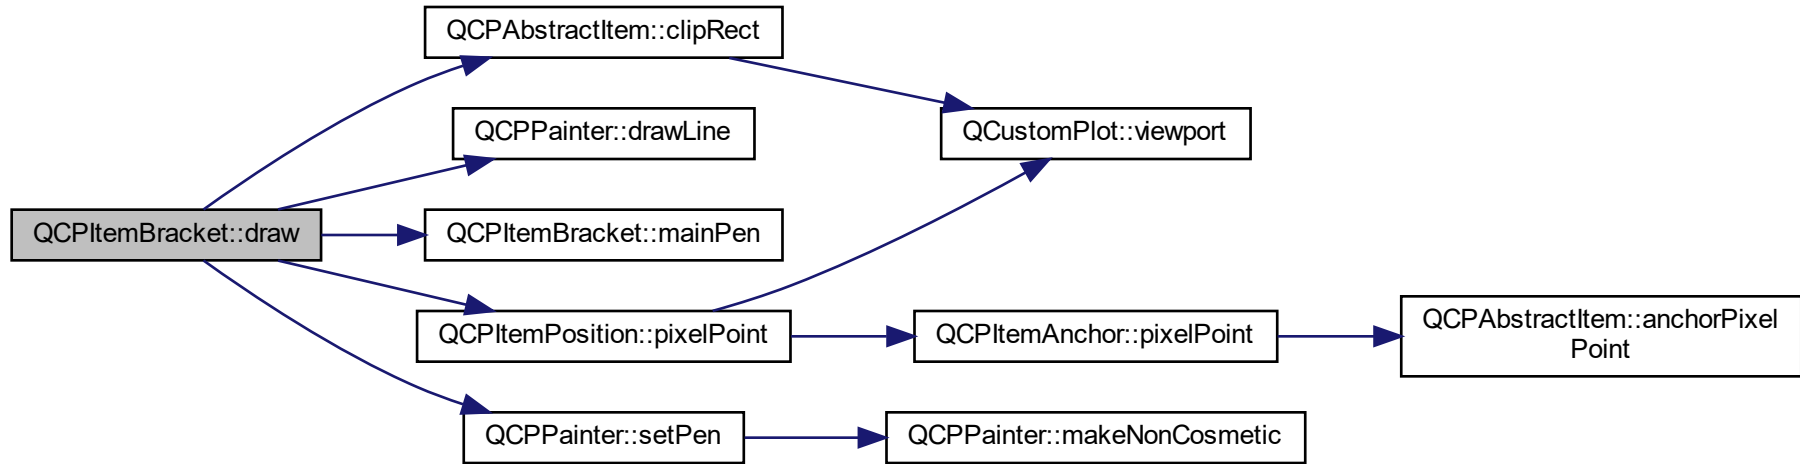 QCPAbstractItem::clipRect
QCPPainter::drawLine
QCustomPlot::viewport
QCPItemBracket::draw
QCPItemBracket::mainPen
QCPItemPosition::pixelPoint
QCPItemAnchor::pixelPoint
QCPAbstractItem::anchorPixel
Point
QCPPainter::setPen
QCPPainter::makeNonCosmetic